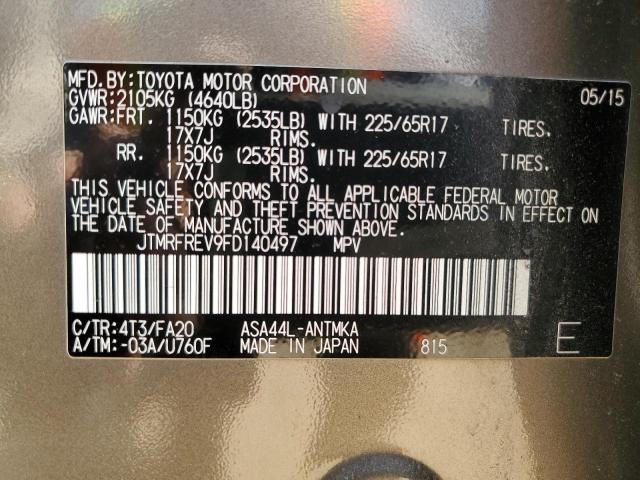 MFD.BY:TOYOTA MOTOR CORPORATION 05/15
GVWR:2105KG (4640LB)
GAWR:FRT. 1150KG (2535LB) WITH 225/65R17 TIRES.
17X7J RIMS.
RR. 1150KG (2535LB) WITH 225/65R17 TIRES.
17X7J RIMS.
THIS VEHICLE CONFORMS TO ALL APPLICABLE FEDERAL MOTOR
VEHICLE SAFETY AND THEFT PREVENTION STANDARDS IN EFFECT ON
THE DATE OF MANUFACTURE SHOWN ABOVE.
JTMRFREV9FD140497 MPV
C/TR:4T3/FA20 ASA44L-ANTMKA
A/TM:-03A/U760F MADE IN JAPAN 815 E